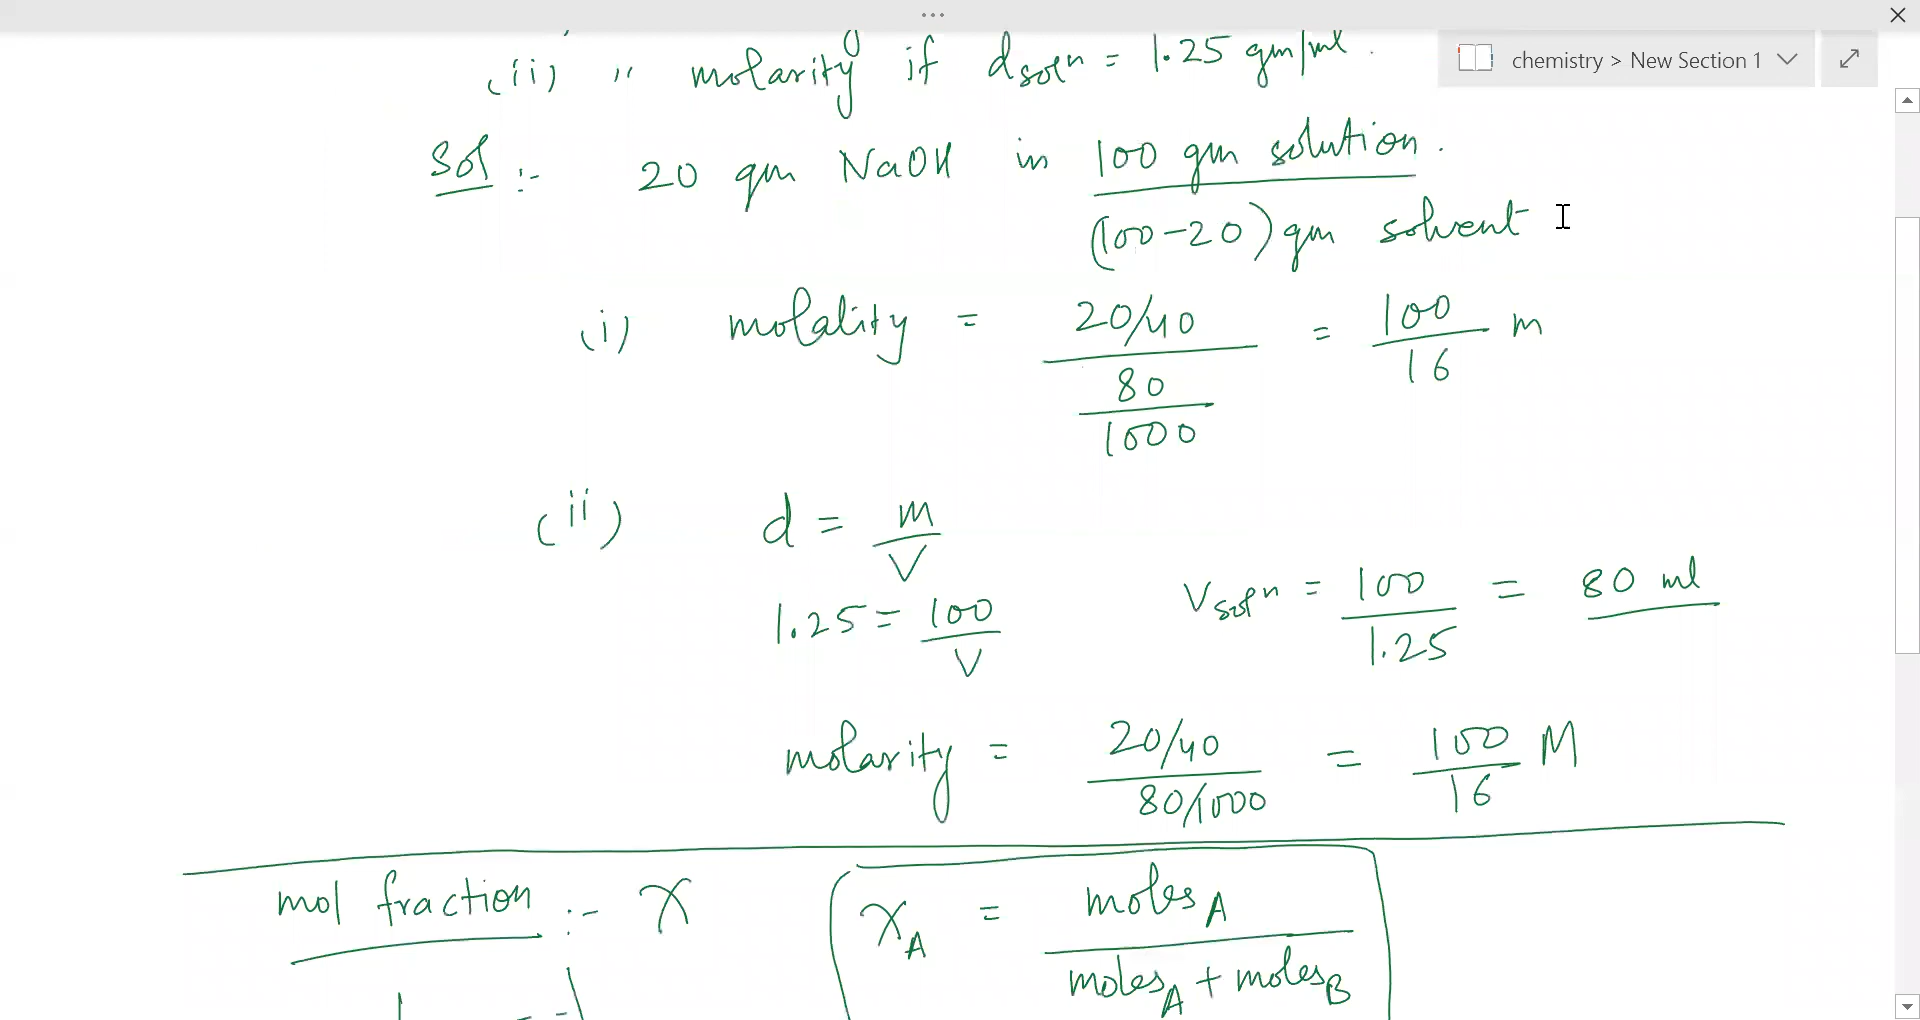 (ii) " molarity if dsolⁿ = 1.25 gm/ml .
chemistry > New Section 1
Sol :- 20 gm NaOH in 100 gm solution .
(100-20) gm solvent
(i) molality = 20/40 / 80/1000 = 100/16 m
(ii) d = m/V
1.25 = 100/V
Vsolⁿ = 100/1.25 = 80 ml
molarity = 20/40 / 80/1000 = 100/16 M
mol fraction :- X
XA = molesA / molesA + molesB